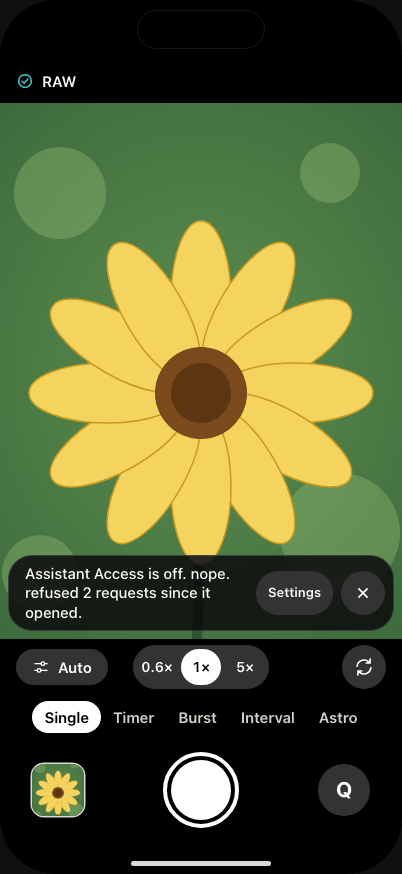 RAW
Assistant Access is off. nope.
refused 2 requests since it
opened.
Settings
Auto
0.6×
1×
5×
Single
Timer
Burst
Interval
Astro
Q